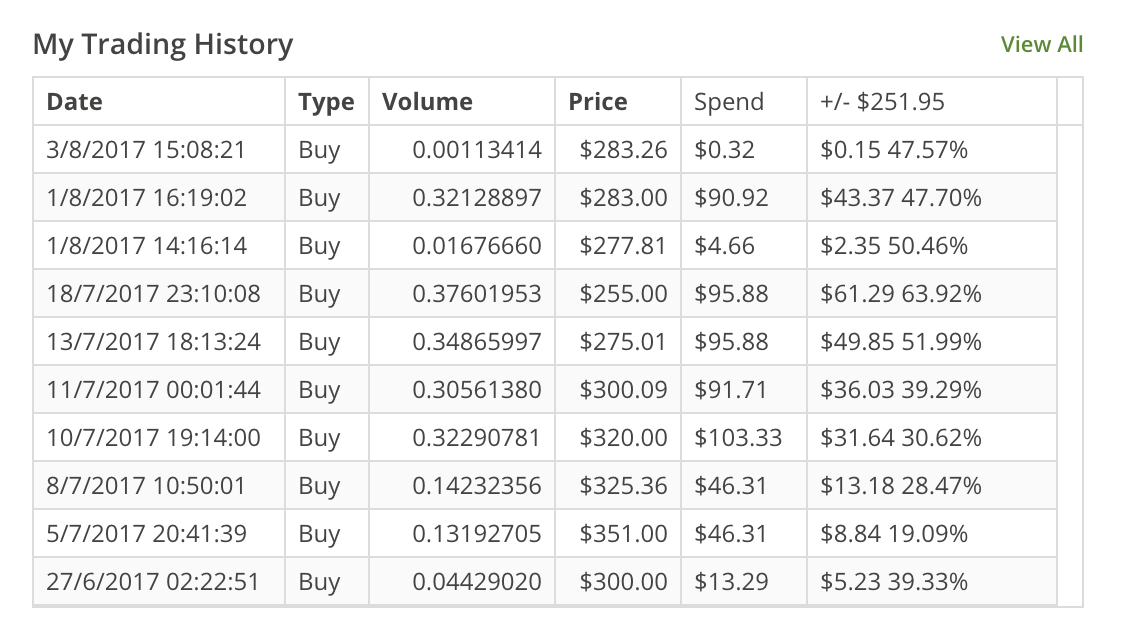 My Trading History View All
Date Type Volume Price Spend +/- $251.95
3/8/2017 15:08:21 Buy 0.00113414 $283.26 $0.32 $0.15 47.57%
1/8/2017 16:19:02 Buy 0.32128897 $283.00 $90.92 $43.37 47.70%
1/8/2017 14:16:14 Buy 0.01676660 $277.81 $4.66 $2.35 50.46%
18/7/2017 23:10:08 Buy 0.37601953 $255.00 $95.88 $61.29 63.92%
13/7/2017 18:13:24 Buy 0.34865997 $275.01 $95.88 $49.85 51.99%
11/7/2017 00:01:44 Buy 0.30561380 $300.09 $91.71 $36.03 39.29%
10/7/2017 19:14:00 Buy 0.32290781 $320.00 $103.33 $31.64 30.62%
8/7/2017 10:50:01 Buy 0.14232356 $325.36 $46.31 $13.18 28.47%
5/7/2017 20:41:39 Buy 0.13192705 $351.00 $46.31 $8.84 19.09%
27/6/2017 02:22:51 Buy 0.04429020 $300.00 $13.29 $5.23 39.33%